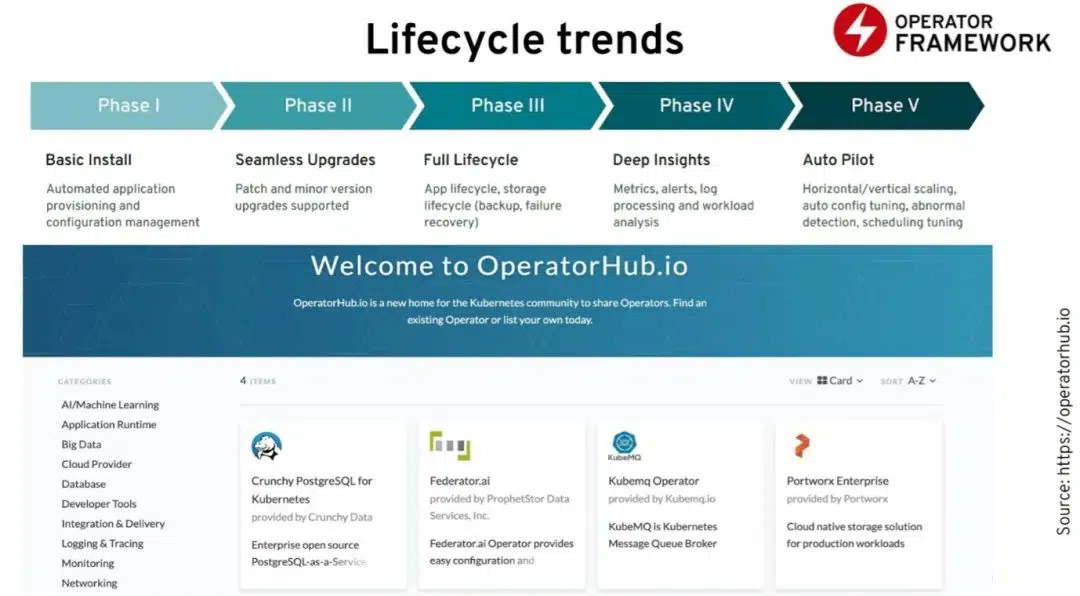 Lifecycle trends
OPERATOR
FRAMEWORK
Phase I
Phase II
Phase III
Phase IV
Phase V
Basic Install
Automated application
provisioning and
configuration management
Seamless Upgrades
Patch and minor version
upgrades supported
Full Lifecycle
App lifecycle, storage
lifecycle (backup, failure
recovery)
Deep Insights
Metrics, alerts, log
processing and workload
analysis
Auto Pilot
Horizontal/vertical scaling,
auto config tuning, abnormal
detection, scheduling tuning
Welcome to OperatorHub.io
OperatorHub.io is a new home for the Kubernetes community to share Operators. Find an
existing Operator or list your own today.
CATEGORIES
AI/Machine Learning
Application Runtime
Big Data
Cloud Provider
Database
Developer Tools
Integration & Delivery
Logging & Tracing
Monitoring
Networking
4 ITEMS
VIEW Card
SORT A-Z
Crunchy PostgreSQL for
Kubernetes
provided by Crunchy Data
Enterprise open source
PostgreSQL-as-a-Service
Federator.ai
provided by ProphetStor Data
Services, Inc.
Federator.ai Operator provides
easy configuration and
KubeMQ
Kubemq Operator
provided by Kubemq.io
KubeMQ is Kubernetes
Message Queue Broker
Portworx Enterprise
provided by Portworx
Cloud native storage solution
for production workloads
Source: https://operatorhub.io